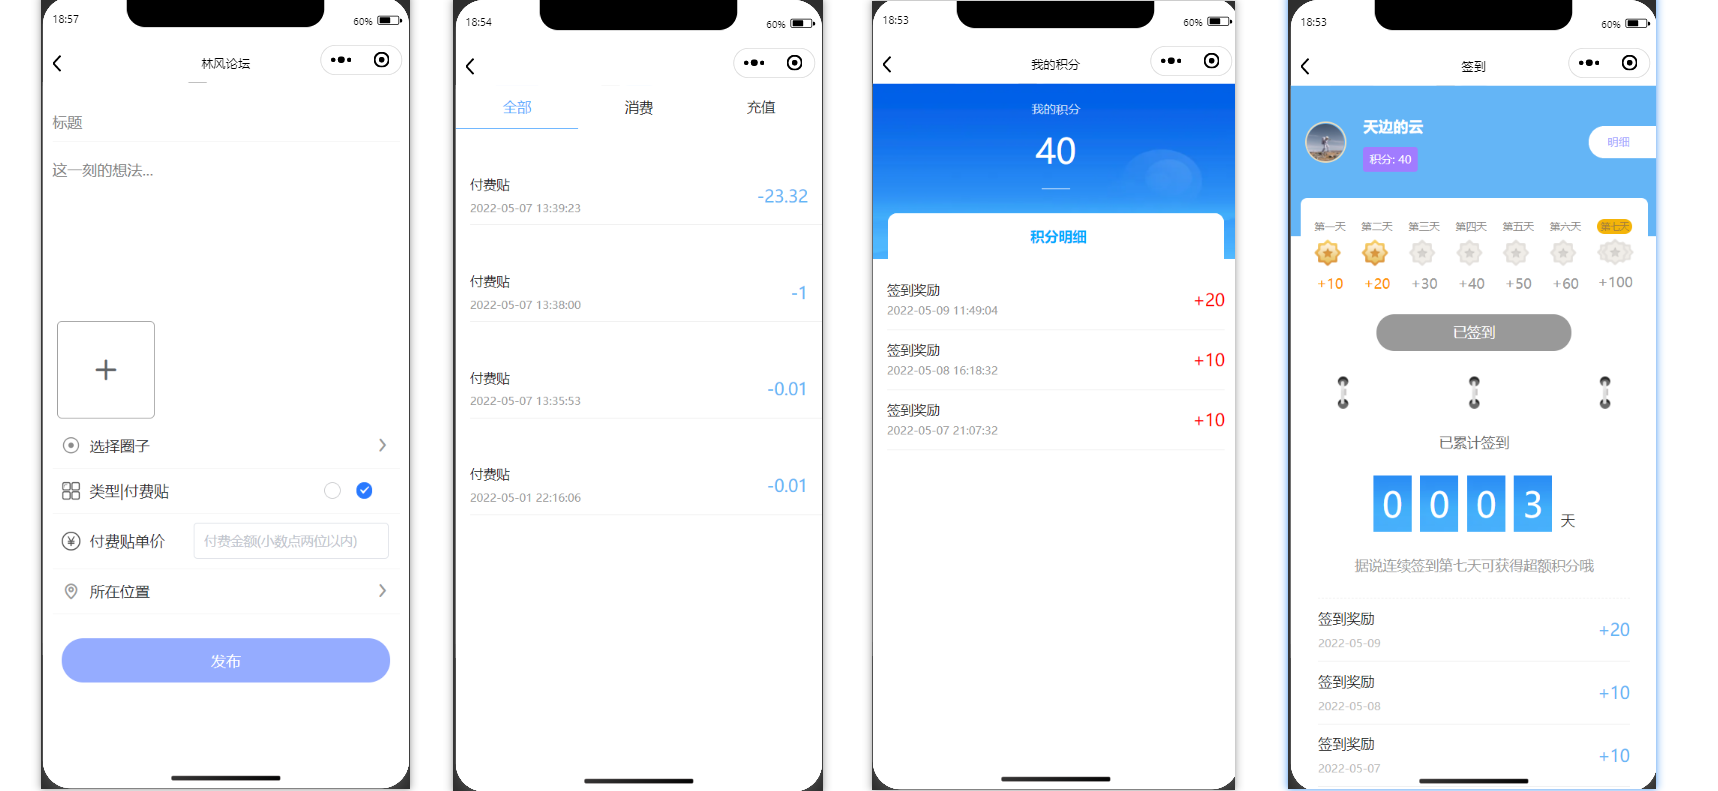 18:57
60%
林风论坛
标题
这一刻的想法...
选择圈子
类型|付费贴
付费贴单价
付费金额(小数点两位以内)
所在位置
发布
18:54
60%
全部 消费 充值
付费贴
2022-05-07 13:39:23
-23.32
付费贴
2022-05-07 13:38:00
-1
付费贴
2022-05-07 13:35:53
-0.01
付费贴
2022-05-01 22:16:06
-0.01
18:53
60%
我的积分
我的积分
40
积分明细
签到奖励
2022-05-09 11:49:04
+20
签到奖励
2022-05-08 16:18:32
+10
签到奖励
2022-05-07 21:07:32
+10
18:53
60%
签到
天边的云
积分: 40
明细
第一天 第二天 第三天 第四天 第五天 第六天 第七天
+10 +20 +30 +40 +50 +60 +100
已签到
已累计签到
0 0 0 3 天
据说连续签到第七天可获得超额积分哦
签到奖励
2022-05-09
+20
签到奖励
2022-05-08
+10
签到奖励
2022-05-07
+10